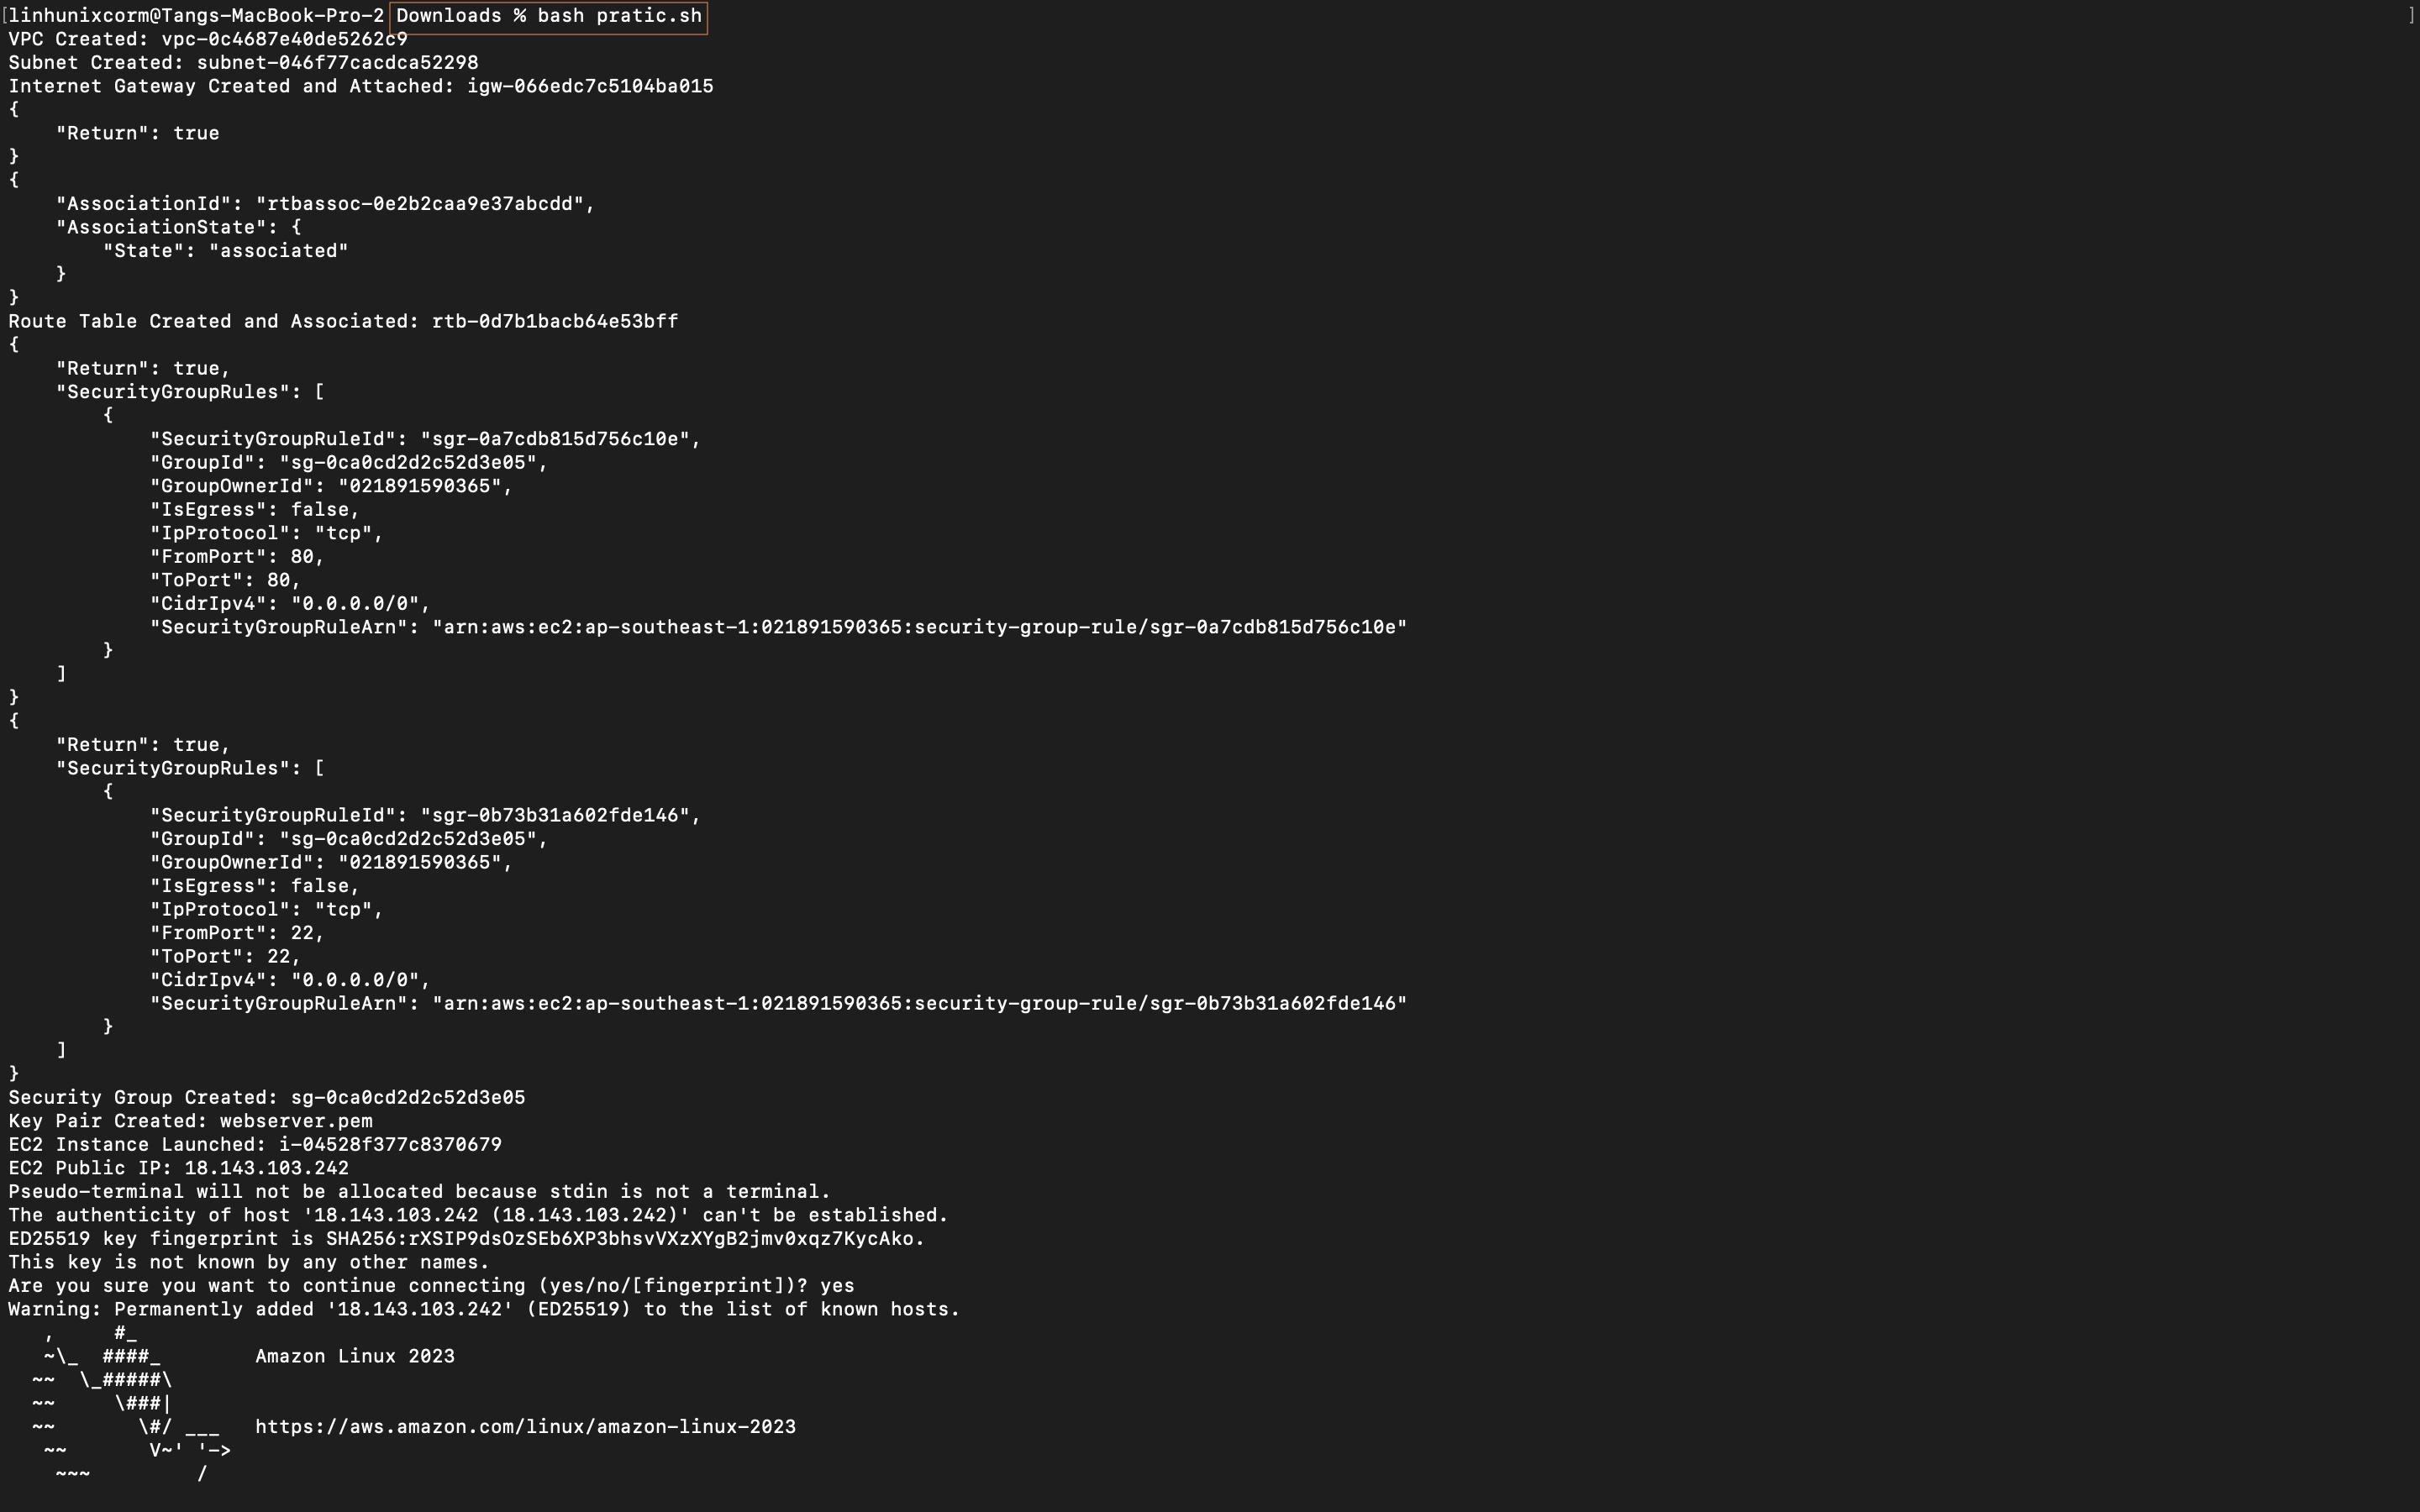 [linhunixcorm@Tangs-MacBook-Pro-2 Downloads % bash pratic.sh ]
VPC Created: vpc-0c4687e40de5262c9
Subnet Created: subnet-046f77cacdca52298
Internet Gateway Created and Attached: igw-066edc7c5104ba015
{
    "Return": true
}
{
    "AssociationId": "rtbassoc-0e2b2caa9e37abcdd",
    "AssociationState": {
        "State": "associated"
    }
}
Route Table Created and Associated: rtb-0d7b1bacb64e53bff
{
    "Return": true,
    "SecurityGroupRules": [
        {
            "SecurityGroupRuleId": "sgr-0a7cdb815d756c10e",
            "GroupId": "sg-0ca0cd2d2c52d3e05",
            "GroupOwnerId": "021891590365",
            "IsEgress": false,
            "IpProtocol": "tcp",
            "FromPort": 80,
            "ToPort": 80,
            "CidrIpv4": "0.0.0.0/0",
            "SecurityGroupRuleArn": "arn:aws:ec2:ap-southeast-1:021891590365:security-group-rule/sgr-0a7cdb815d756c10e"
        }
    ]
}
{
    "Return": true,
    "SecurityGroupRules": [
        {
            "SecurityGroupRuleId": "sgr-0b73b31a602fde146",
            "GroupId": "sg-0ca0cd2d2c52d3e05",
            "GroupOwnerId": "021891590365",
            "IsEgress": false,
            "IpProtocol": "tcp",
            "FromPort": 22,
            "ToPort": 22,
            "CidrIpv4": "0.0.0.0/0",
            "SecurityGroupRuleArn": "arn:aws:ec2:ap-southeast-1:021891590365:security-group-rule/sgr-0b73b31a602fde146"
        }
    ]
}
Security Group Created: sg-0ca0cd2d2c52d3e05
Key Pair Created: webserver.pem
EC2 Instance Launched: i-04528f377c8370679
EC2 Public IP: 18.143.103.242
Pseudo-terminal will not be allocated because stdin is not a terminal.
The authenticity of host '18.143.103.242 (18.143.103.242)' can't be established.
ED25519 key fingerprint is SHA256:rXSIP9dsOzSEb6XP3bhsvVXzXYgB2jmv0xqz7KycAko.
This key is not known by any other names.
Are you sure you want to continue connecting (yes/no/[fingerprint])? yes
Warning: Permanently added '18.143.103.242' (ED25519) to the list of known hosts.
   ,     #_
   ~\_  ####_        Amazon Linux 2023
  ~~  \_#####\
  ~~     \###|
  ~~       \#/ ___   https://aws.amazon.com/linux/amazon-linux-2023
   ~~       V~' '->
    ~~~         /